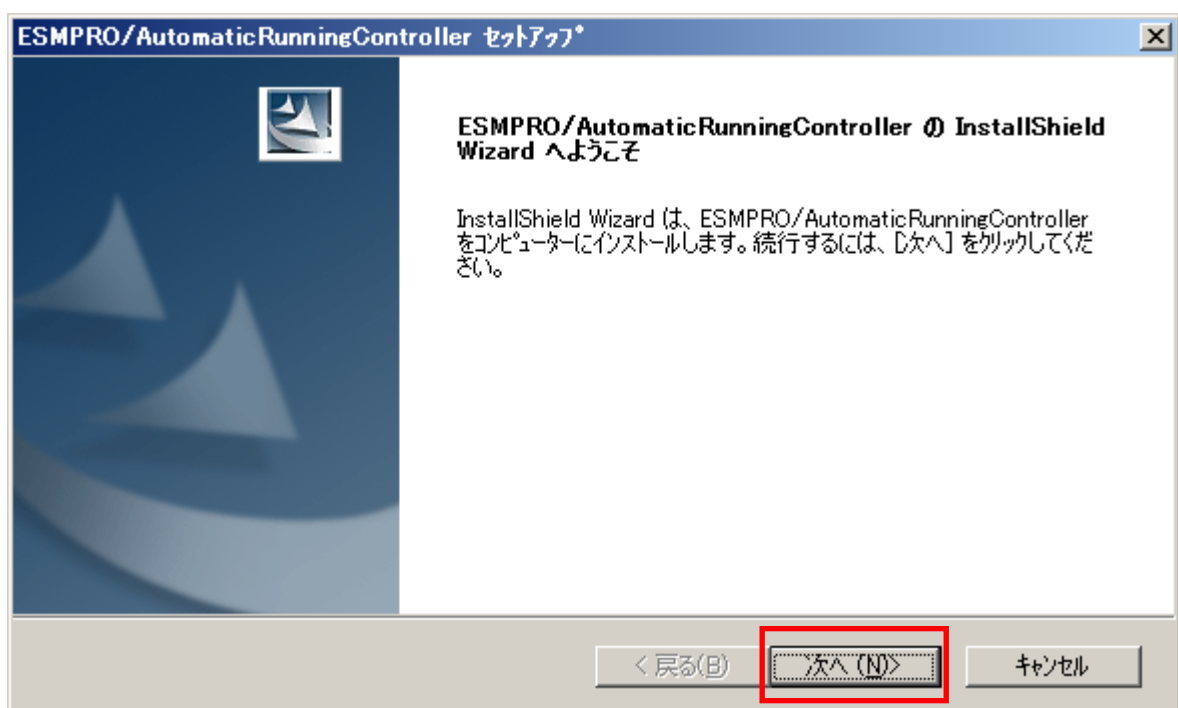 ESMPRO/AutomaticRunningController セットアップ
ESMPRO/AutomaticRunningController の InstallShield
Wizard へようこそ
InstallShield Wizard は、ESMPRO/AutomaticRunningController
をコンピューターにインストールします。続行するには、[次へ] をクリックしてくだ
さい。
< 戻る(B)
次へ (N)>
キャンセル